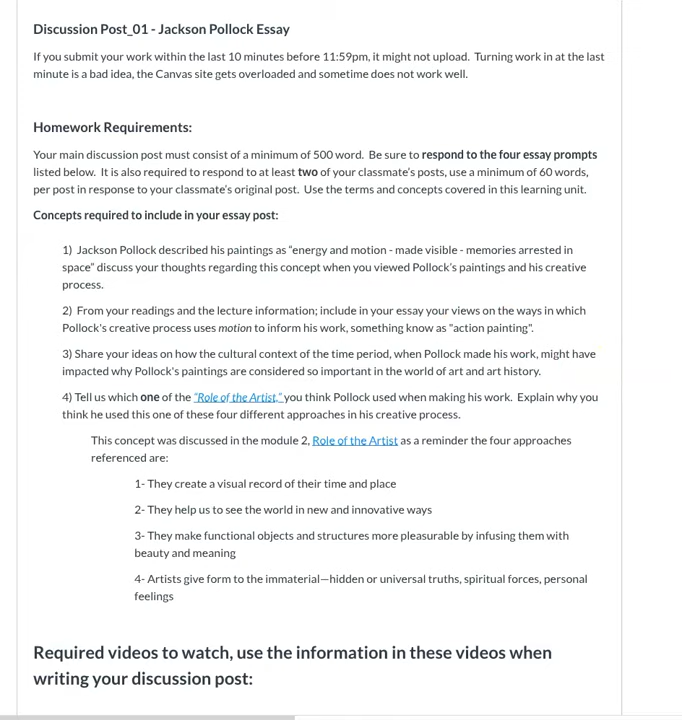 Discussion Post_01 - Jackson Pollock Essay
If you submit your work within the last 10 minutes before 11:59pm, it might not upload. Turning work in at the last
minute is a bad idea, the Canvas site gets overloaded and sometime does not work well.
Homework Requirements:
Your main discussion post must consist of a minimum of 500 word. Be sure to respond to the four essay prompts
listed below. It is also required to respond to at least two of your classmate's posts, use a minimum of 60 words,
per post in response to your classmate's original post. Use the terms and concepts covered in this learning unit.
Concepts required to include in your essay post:
1) Jackson Pollock described his paintings as "energy and motion - made visible - memories arrested in
space" discuss your thoughts regarding this concept when you viewed Pollock's paintings and his creative
process.
2) From your readings and the lecture information; include in your essay your views on the ways in which
Pollock's creative process uses motion to inform his work, something know as "action painting".
3) Share your ideas on how the cultural context of the time period, when Pollock made his work, might have
impacted why Pollock's paintings are considered so important in the world of art and art history.
4) Tell us which one of the "Role of the Artist," you think Pollock used when making his work. Explain why you
think he used this one of these four different approaches in his creative process.
This concept was discussed in the module 2, Role of the Artist as a reminder the four approaches
referenced are:
1- They create a visual record of their time and place
2- They help us to see the world in new and innovative ways
3- They make functional objects and structures more pleasurable by infusing them with
beauty and meaning
4- Artists give form to the immaterial—hidden or universal truths, spiritual forces, personal
feelings
Required videos to watch, use the information in these videos when
writing your discussion post: